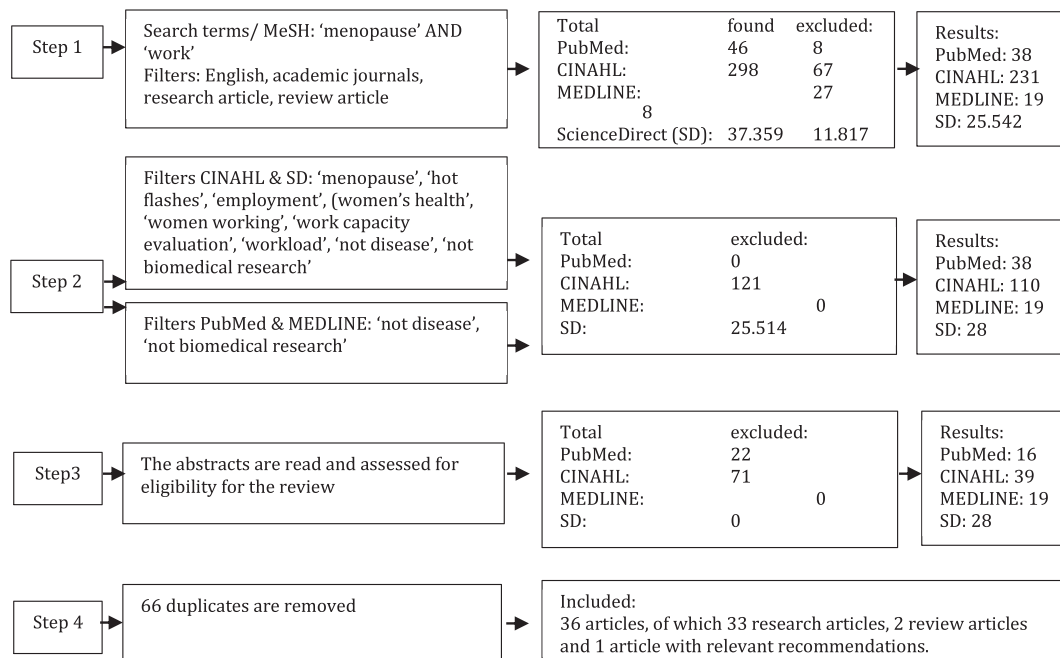 Step 1
Search terms/ MeSH: ‘menopause’ AND
‘work’
Filters: English, academic journals,
research article, review article
Total found excluded:
PubMed: 46 8
CINAHL: 298 67
MEDLINE: 27
8
ScienceDirect (SD): 37.359 11.817
Results:
PubMed: 38
CINAHL: 231
MEDLINE: 19
SD: 25.542
Step 2
Filters CINAHL & SD: ‘menopause’, ‘hot
flashes’, ‘employment’, (women’s health’,
‘women working’, ‘work capacity
evaluation’, ‘workload’, ‘not disease’, ‘not
biomedical research’
Filters PubMed & MEDLINE: ‘not disease’,
‘not biomedical research’
Total excluded:
PubMed: 0
CINAHL: 121
MEDLINE: 0
SD: 25.514
Results:
PubMed: 38
CINAHL: 110
MEDLINE: 19
SD: 28
Step3
The abstracts are read and assessed for
eligibility for the review
Total excluded:
PubMed: 22
CINAHL: 71
MEDLINE: 0
SD: 0
Results:
PubMed: 16
CINAHL: 39
MEDLINE: 19
SD: 28
Step 4
66 duplicates are removed
Included:
36 articles, of which 33 research articles, 2 review articles
and 1 article with relevant recommendations.